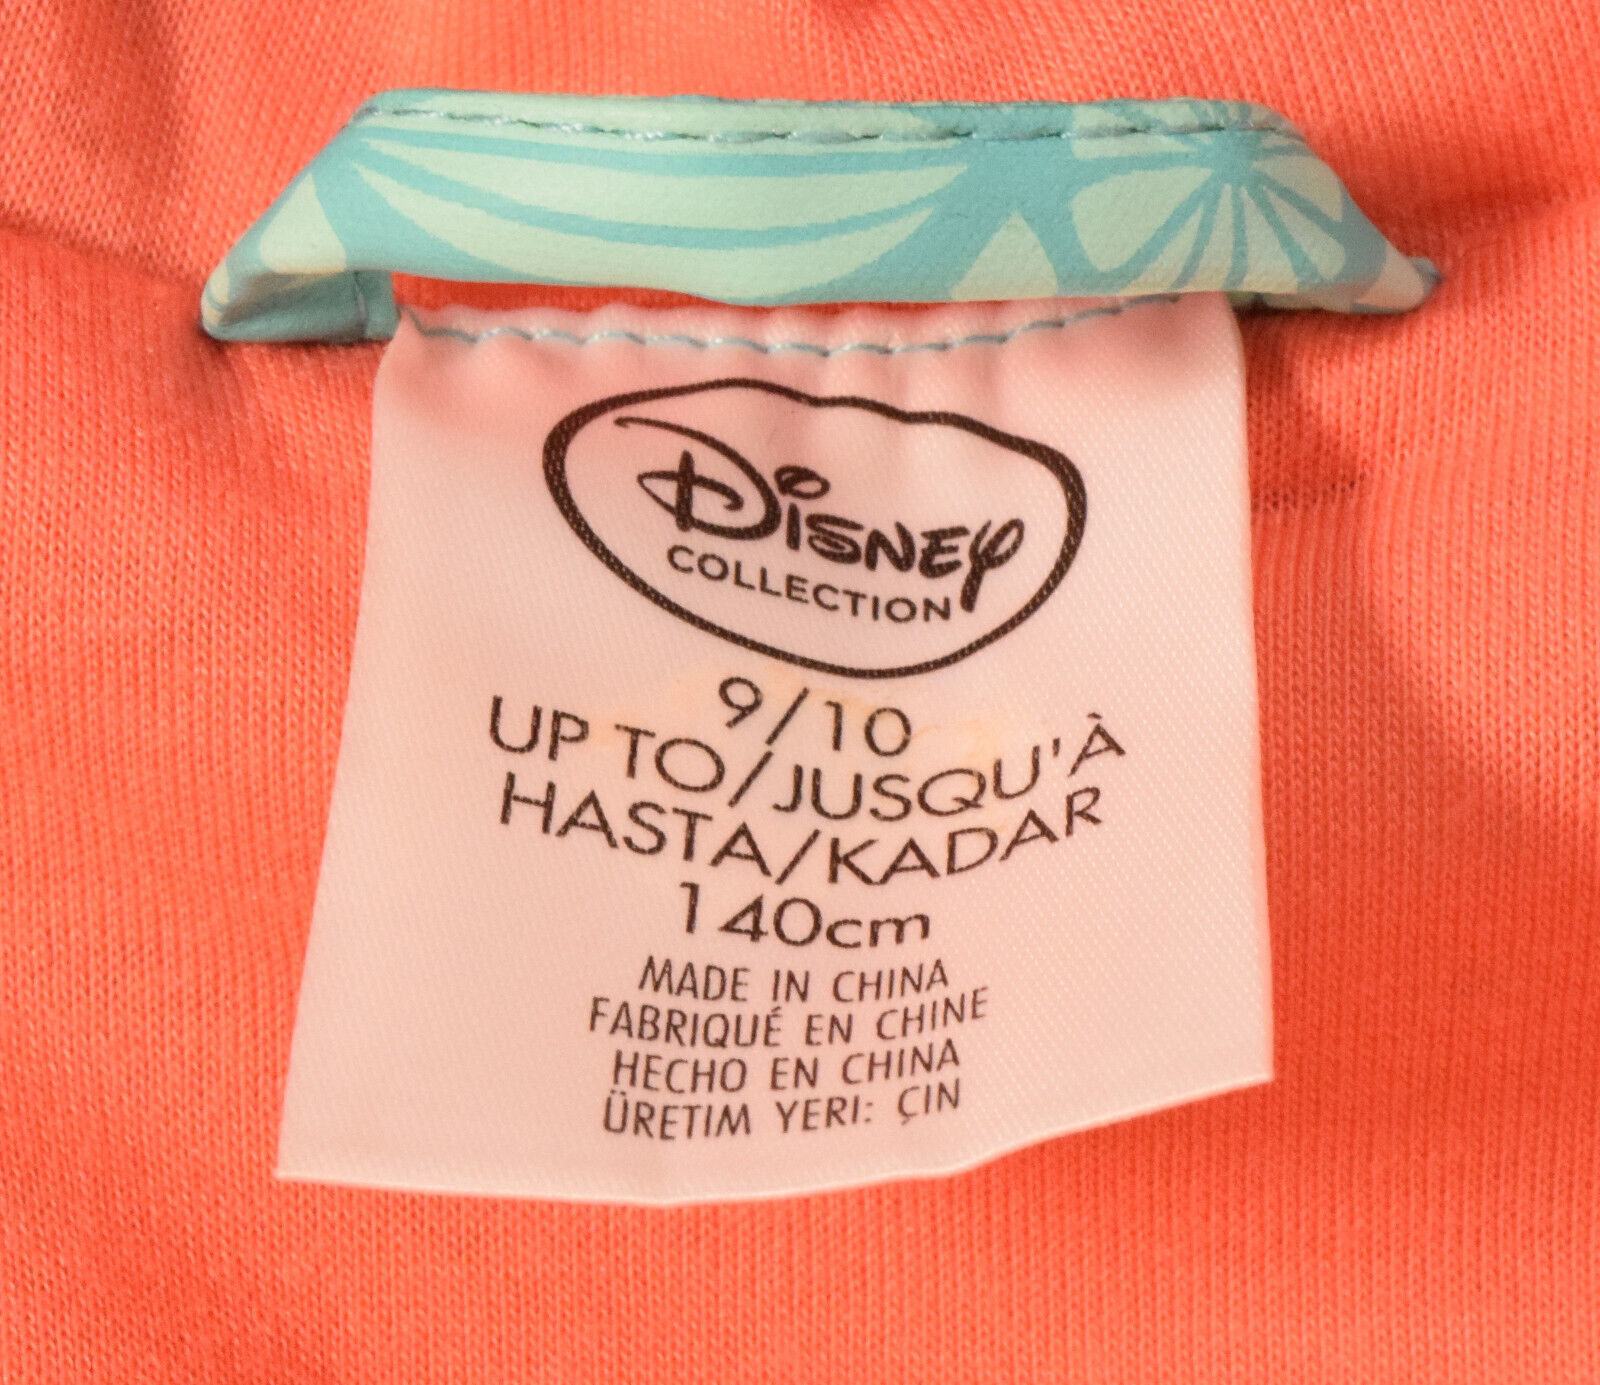 Disney
COLLECTION
9/10
UP TO/JUSQU'À
HASTA/KADAR
140cm
MADE IN CHINA
FABRIQUÉ EN CHINE
HECHO EN CHINA
ÜRETIM YERI: ÇIN